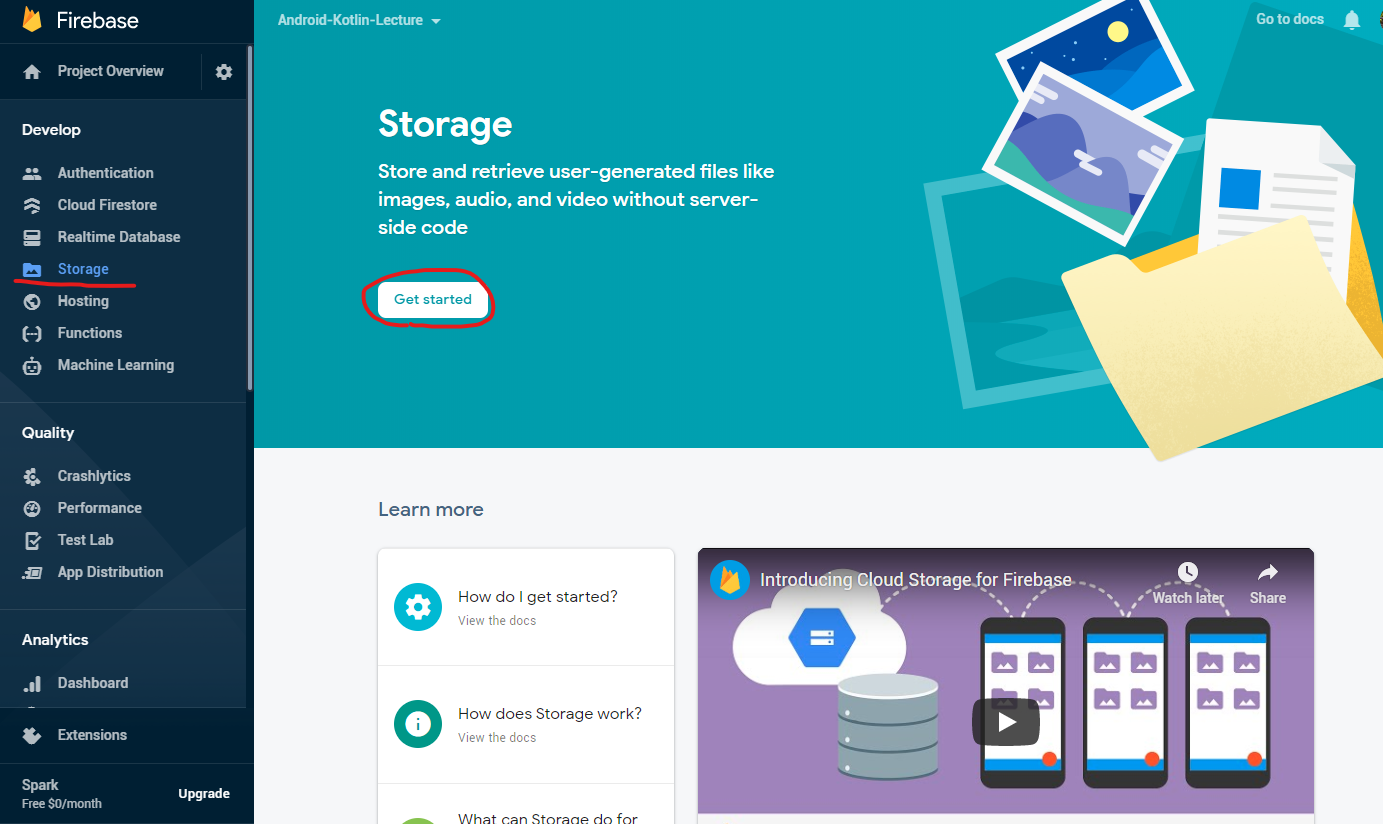 Firebase
Project Overview
Develop
Authentication
Cloud Firestore
Realtime Database
Storage
Hosting
Functions
Machine Learning
Quality
Crashlytics
Performance
Test Lab
App Distribution
Analytics
Dashboard
Extensions
Spark
Free $0/month
Upgrade
Android-Kotlin-Lecture
Go to docs
Storage
Store and retrieve user-generated files like
images, audio, and video without server-
side code
Get started
Learn more
How do I get started?
View the docs
How does Storage work?
View the docs
What can Storage do for
Introducing Cloud Storage for Firebase
Watch later
Share